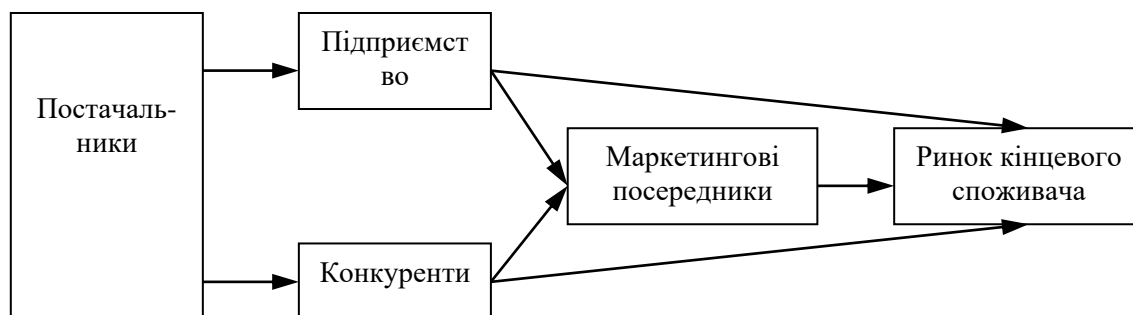 Постачаль-
ники
Підприємст
во
Маркетингові
посередники
Ринок кінцевого
споживача
Конкуренти